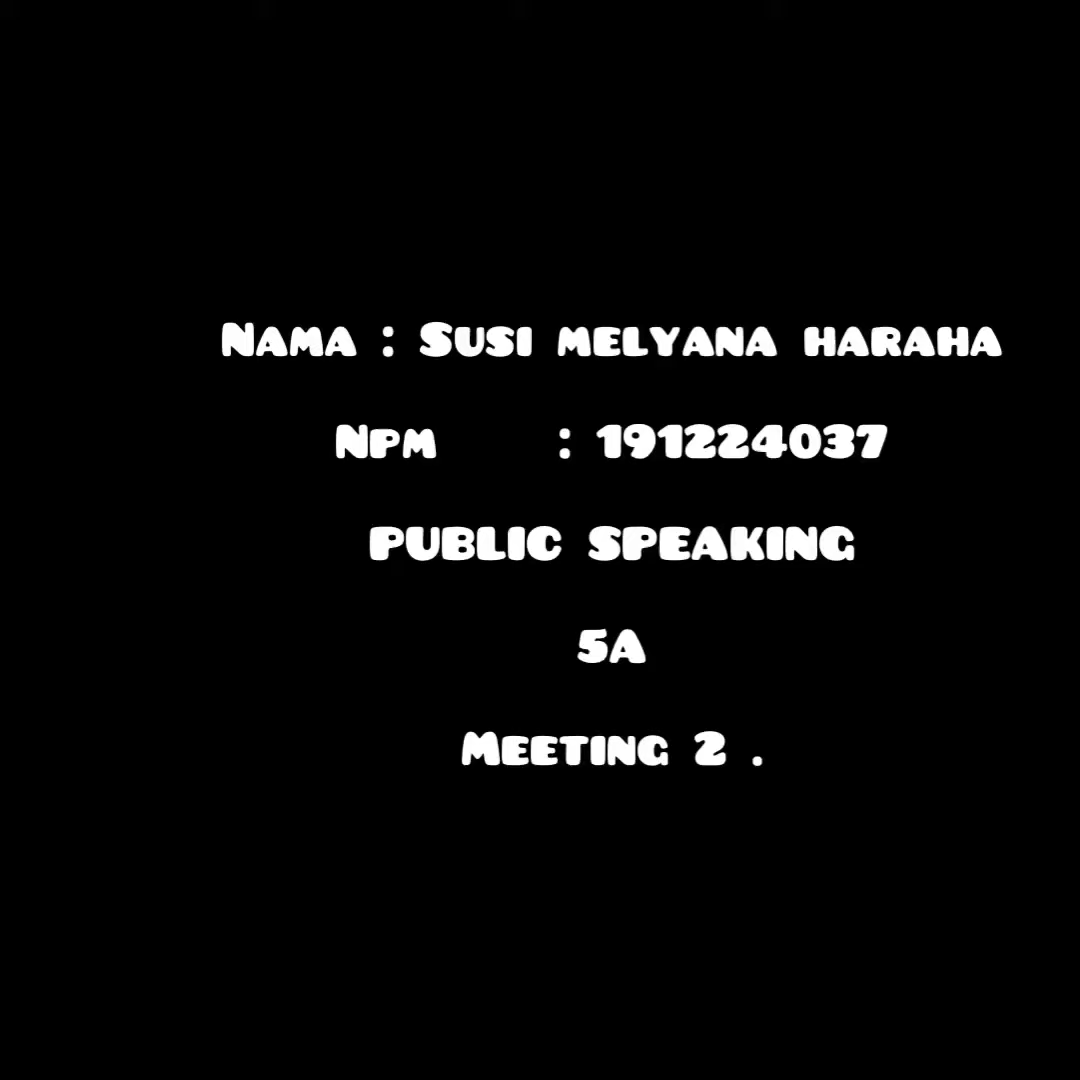 Nama : Susi melyana haraha
Npm : 191224037
PUBLIC SPEAKING
5A
Meeting 2 .